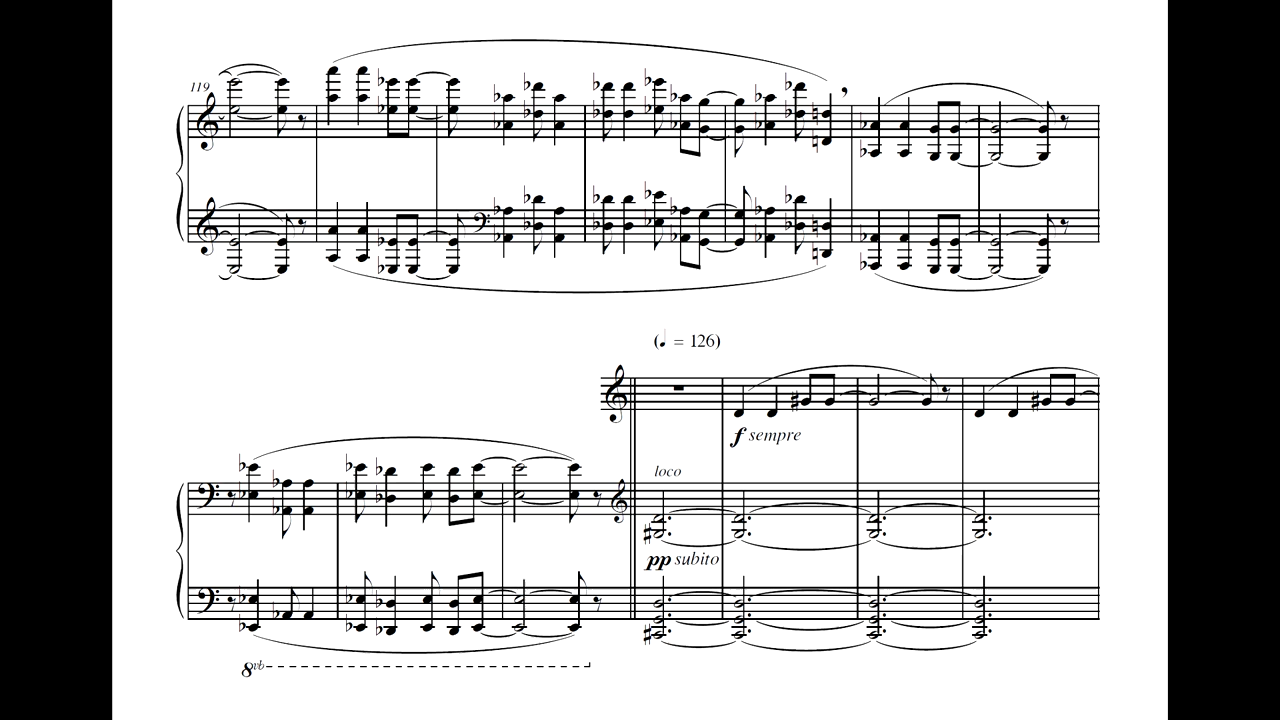 119
(♩ = 126)
f sempre
loco
pp subito
8vb